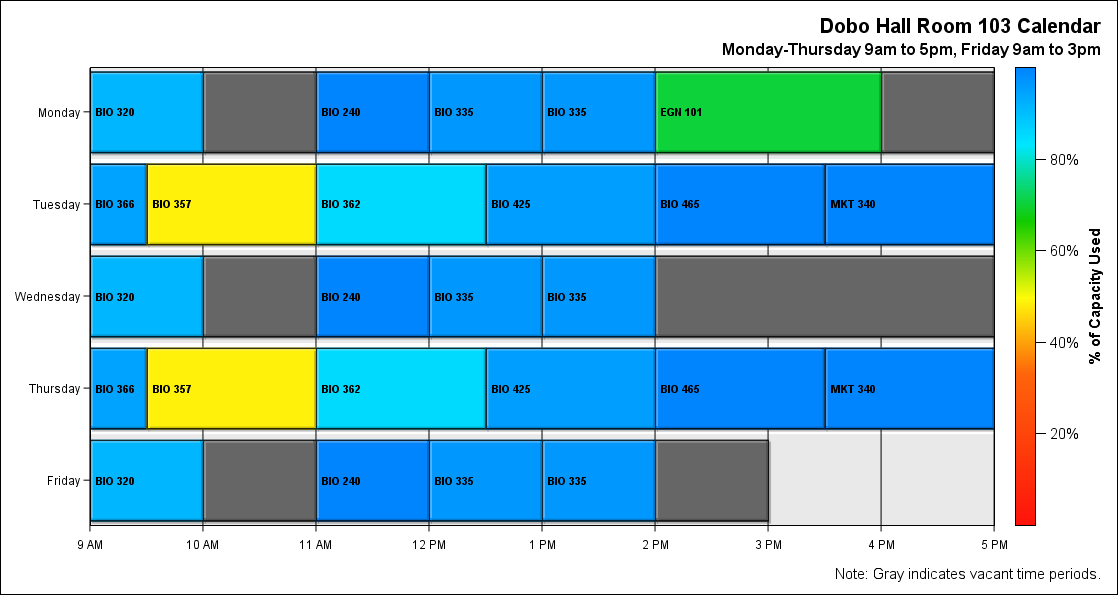 Dobo Hall Room 103 Calendar
Monday-Thursday 9am to 5pm, Friday 9am to 3pm
Monday
BIO 320
BIO 240
BIO 335
BIO 335
EGN 101
Tuesday
BIO 366
BIO 357
BIO 362
BIO 425
BIO 465
MKT 340
Wednesday
BIO 320
BIO 240
BIO 335
BIO 335
Thursday
BIO 366
BIO 357
BIO 362
BIO 425
BIO 465
MKT 340
Friday
BIO 320
BIO 240
BIO 335
BIO 335
9 AM
10 AM
11 AM
12 PM
1 PM
2 PM
3 PM
4 PM
5 PM
80%
60%
40%
20%
% of Capacity Used
Note: Gray indicates vacant time periods.